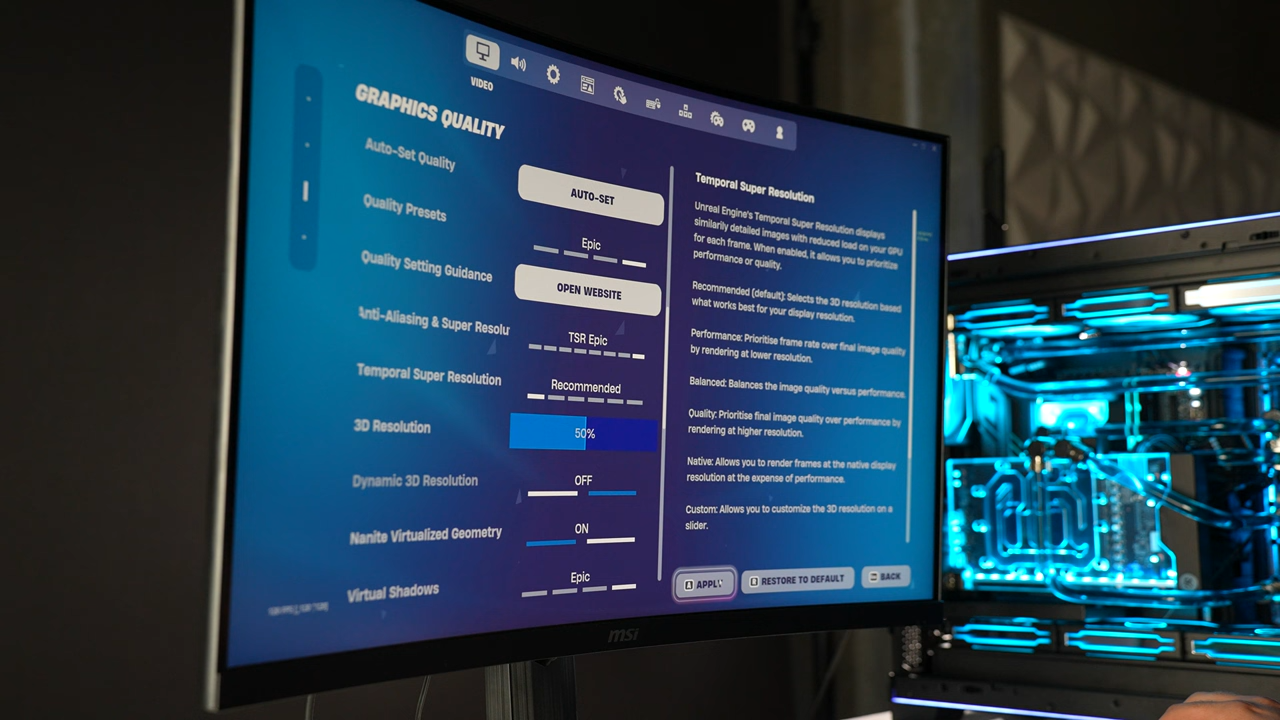 VIDEO
GRAPHICS QUALITY
Auto-Set Quality
AUTO-SET
Quality Presets
Epic
Quality Setting Guidance
OPEN WEBSITE
Anti-Aliasing & Super Resolu
TSR Epic
Temporal Super Resolution
Recommended
3D Resolution
50%
Dynamic 3D Resolution
OFF
Nanite Virtualized Geometry
ON
Virtual Shadows
Epic
Temporal Super Resolution
Unreal Engine's Temporal Super Resolution displays
similarily detailed images with reduced load on your GPU
for each frame. When enabled, it allows you to prioritize
performance or quality.
Recommended (default): Selects the 3D resolution based
what works best for your display resolution.
Performance: Prioritise frame rate over final image quality
by rendering at lower resolution.
Balanced: Balances the image quality versus performance.
Quality: Prioritise final image quality over performance by
rendering at higher resolution.
Native: Allows you to render frames at the native display
resolution at the expense of performance.
Custom: Allows you to customize the 3D resolution on a
slider.
A APPLY
RESTORE TO DEFAULT
BACK
msi